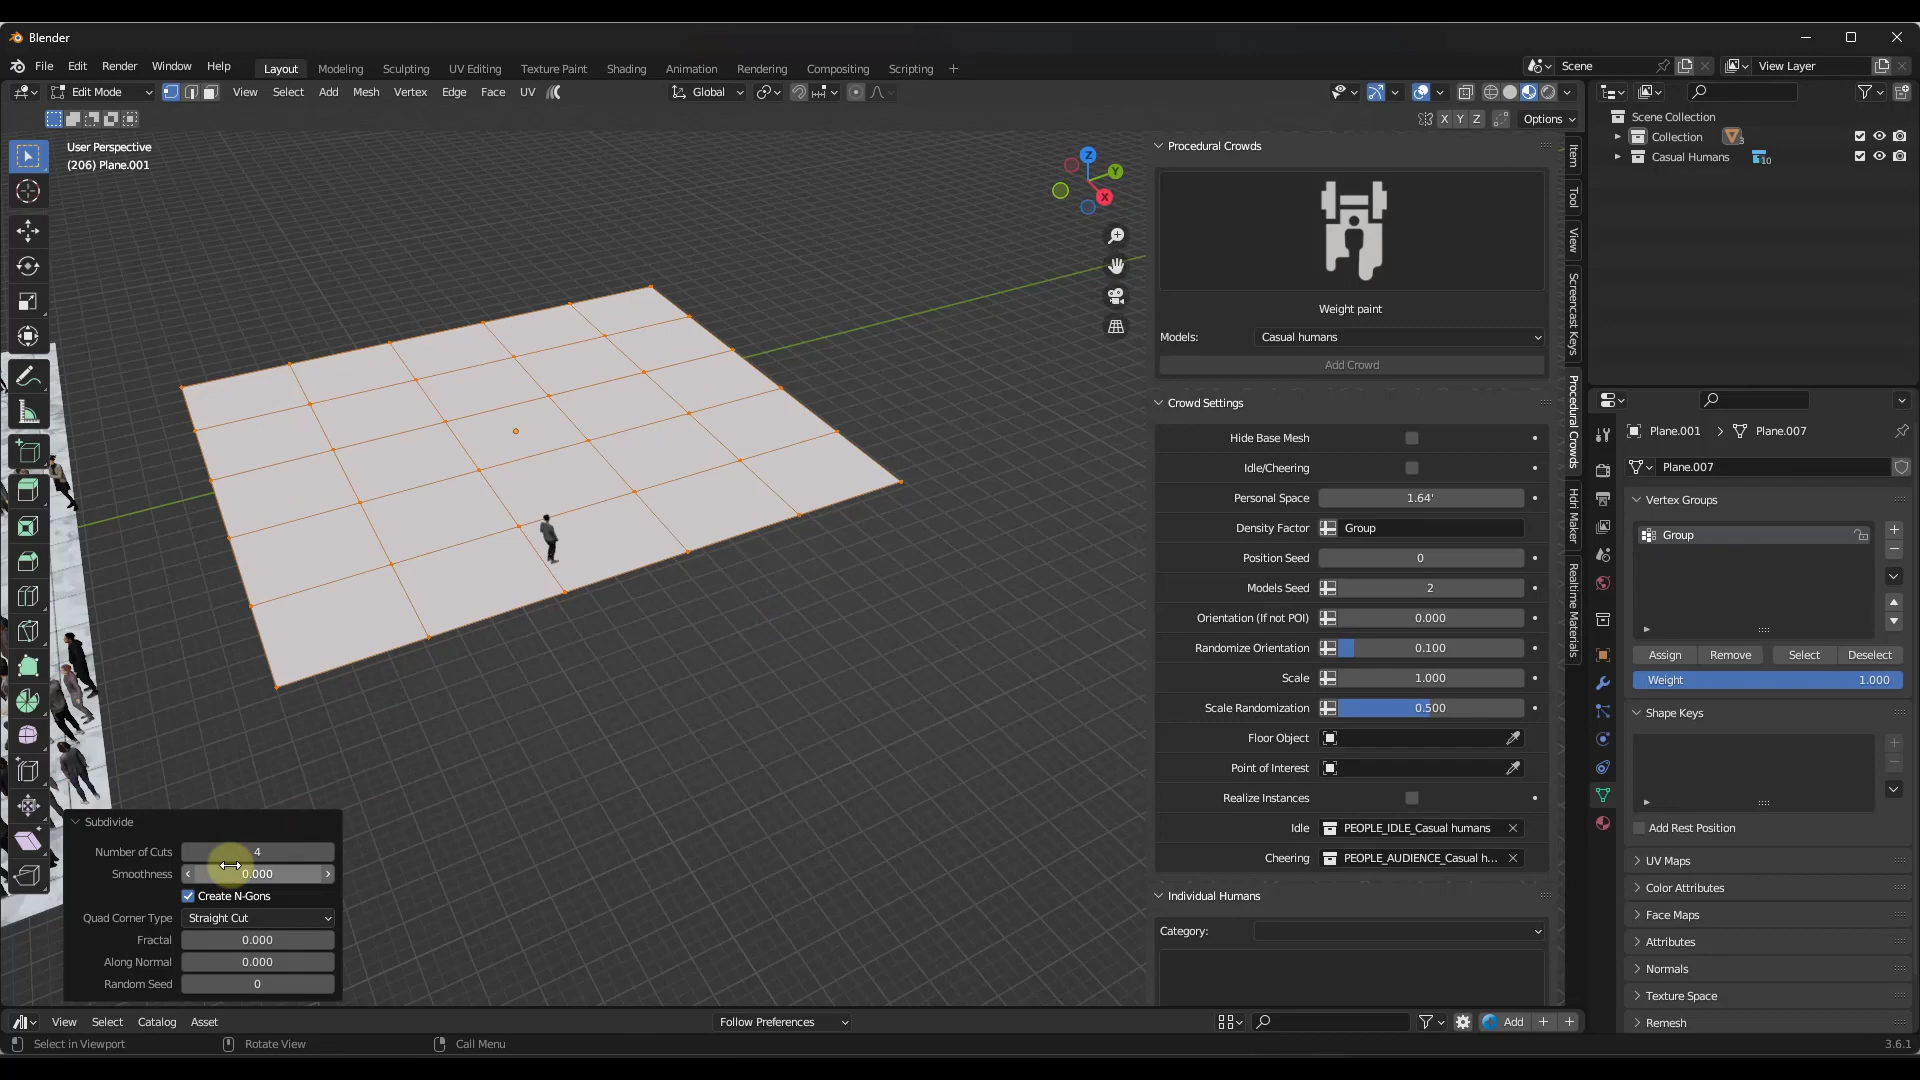 Blender
File Edit Render Window Help
Layout Modeling Sculpting UV Editing Texture Paint Shading Animation Rendering Compositing Scripting +
Scene
View Layer
Edit Mode
View Select Add Mesh Vertex Edge Face UV
Global
X Y Z
Options
User Perspective
(206) Plane.001
Z
Y
X
Item
Tool
View
Screencast Keys
Procedural Crowds
Hdri Maker
Realtime Materials
Procedural Crowds
Weight paint
Models: Casual humans
Add Crowd
Crowd Settings
Hide Base Mesh
Idle/Cheering
Personal Space 1.64'
Density Factor Group
Position Seed 0
Models Seed 2
Orientation (If not POI) 0.000
Randomize Orientation 0.100
Scale 1.000
Scale Randomization 0.500
Floor Object
Point of Interest
Realize Instances
Idle PEOPLE_IDLE_Casual humans
Cheering PEOPLE_AUDIENCE_Casual h...
Individual Humans
Category:
Scene Collection
Collection 3
Casual Humans 10
Plane.001 > Plane.007
Plane.007
Vertex Groups
Group
Assign Remove Select Deselect
Weight 1.000
Shape Keys
Add Rest Position
UV Maps
Color Attributes
Face Maps
Attributes
Normals
Texture Space
Remesh
Subdivide
Number of Cuts 4
Smoothness 0.000
Create N-Gons
Quad Corner Type Straight Cut
Fractal 0.000
Along Normal 0.000
Random Seed 0
View Select Catalog Asset
Follow Preferences
Add
Select in Viewport
Rotate View
Call Menu
3.6.1